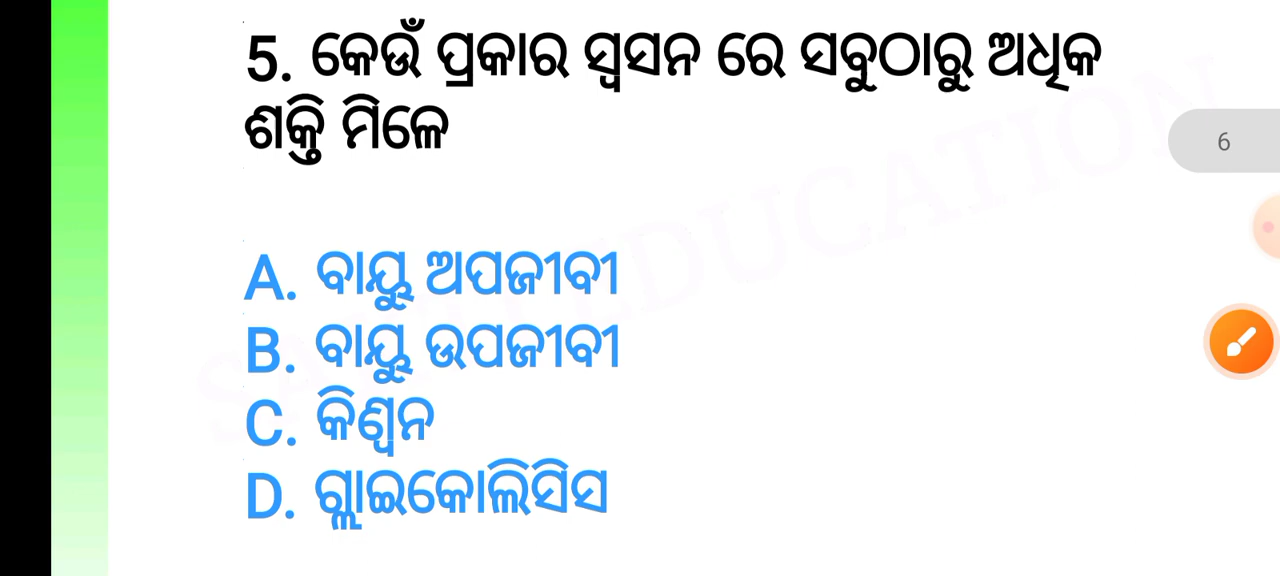 5. କେଉଁ ପ୍ରକାର ସ୍ୱସନ ରେ ସବୁଠାରୁ ଅଧିକ
ଶକ୍ତି ମିଳେ
6
A. ବାୟୁ ଅପଜୀବୀ
B. ବାୟୁ ଉପଜୀବୀ
C. କିଣ୍ୱନ
D. ଗ୍ଲାଇକୋଲିସିସ